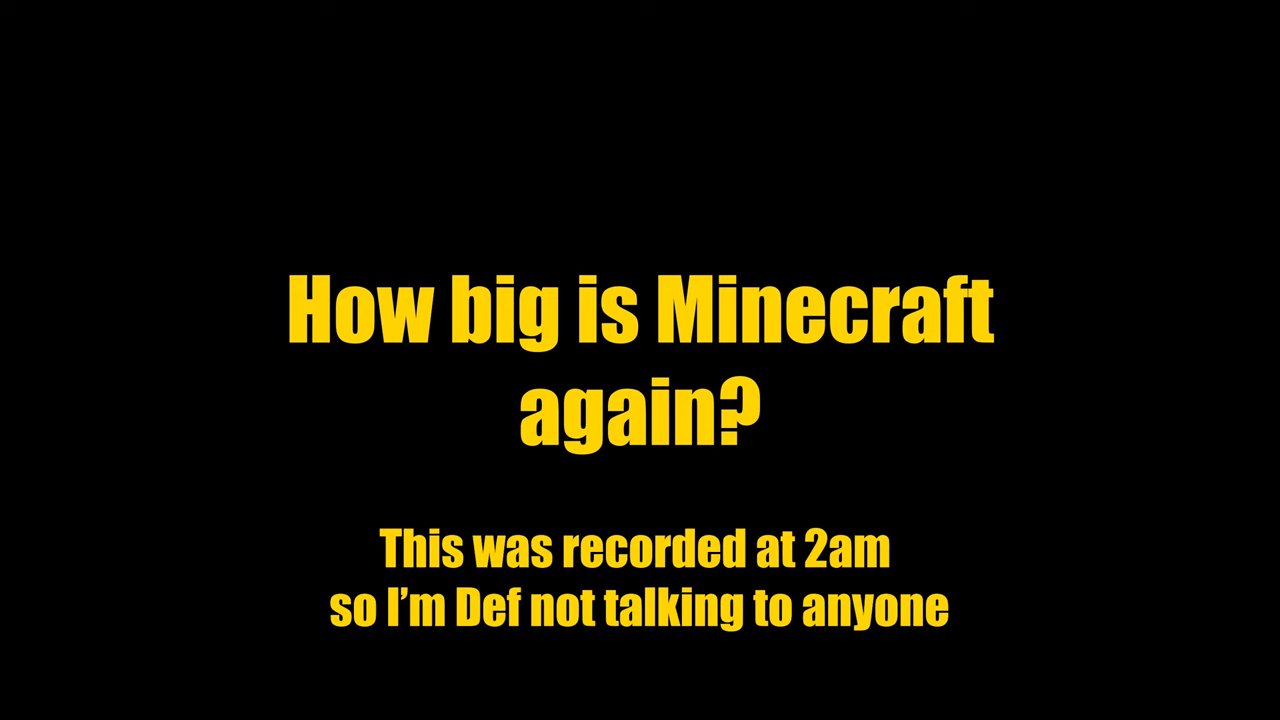 How big is Minecraft
again?
This was recorded at 2am
so I’m Def not talking to anyone